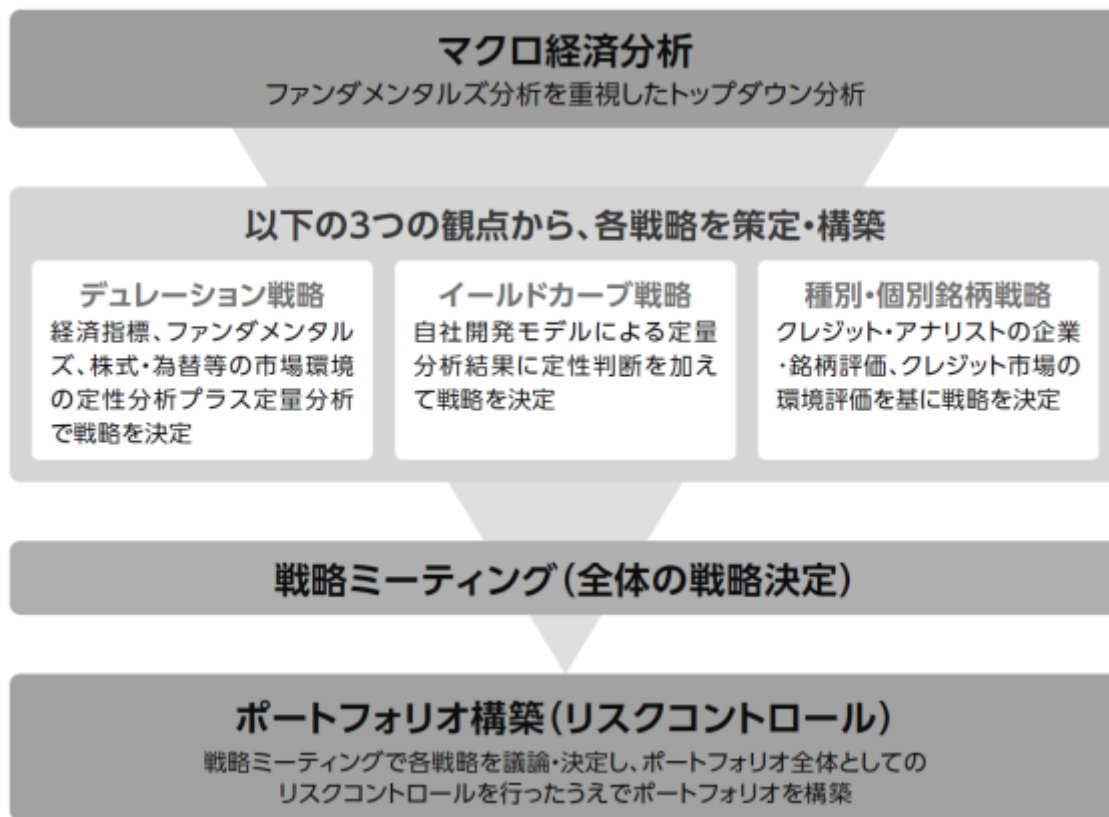 マクロ経済分析
ファンダメンタルズ分析を重視したトップダウン分析
以下の3つの観点から、各戦略を策定・構築
デュレーション戦略
経済指標、ファンダメンタル
ズ、株式・為替等の市場環境
の定性分析プラス定量分析
で戦略を決定
イールドカーブ戦略
自社開発モデルによる定量
分析結果に定性判断を加え
て戦略を決定
種別・個別銘柄戦略
クレジット・アナリストの企業
・銘柄評価、クレジット市場の
環境評価を基に戦略を決定
戦略ミーティング(全体の戦略決定)
ポートフォリオ構築(リスクコントロール)
戦略ミーティングで各戦略を議論・決定し、ポートフォリオ全体としての
リスクコントロールを行ったうえでポートフォリオを構築